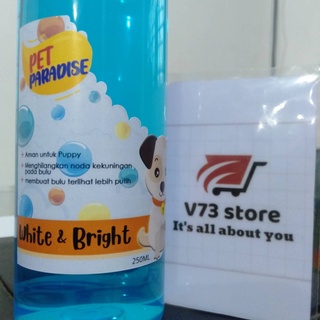 PET
PARADISE
Aman untuk Puppy
Menghilangkan noda kekuningan
pada bulu
membuat bulu terlihat lebih putih
White & Bright
250ML
V73 store
It's all about you